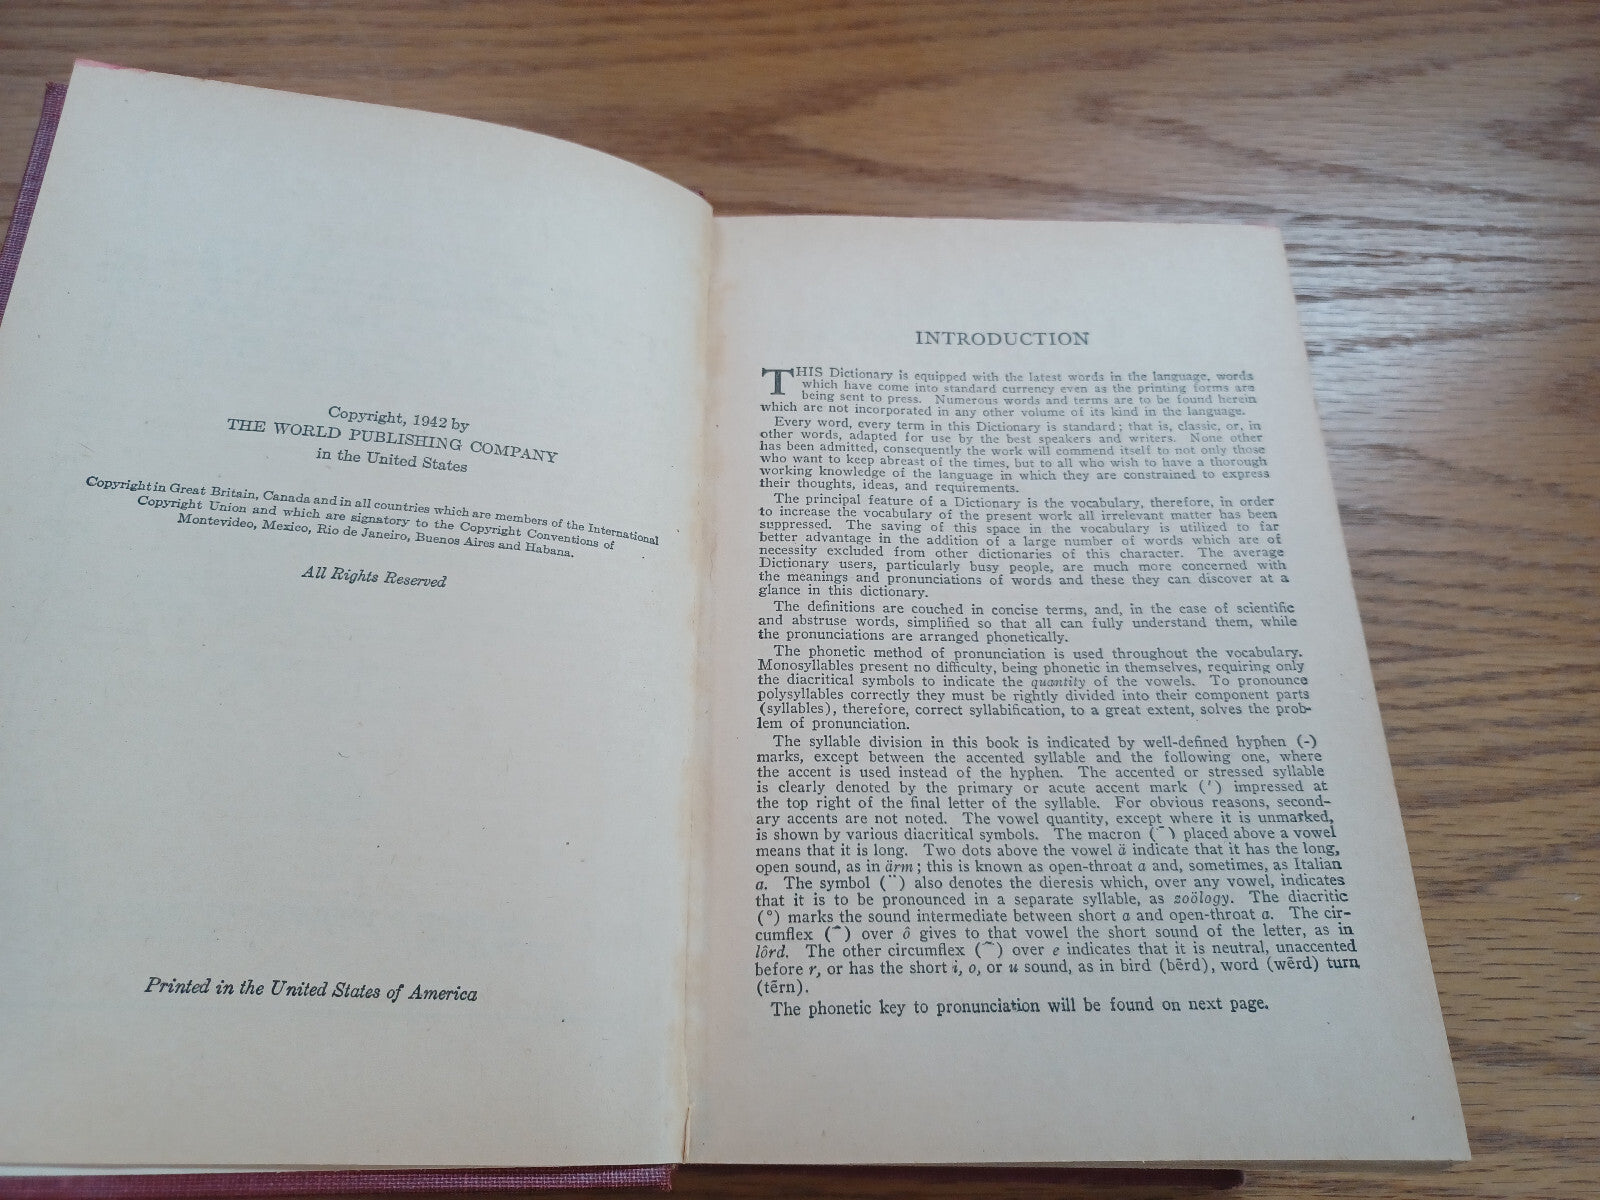 Copyright, 1942 by
THE WORLD PUBLISHING COMPANY
in the United States
Copyright in Great Britain, Canada and in all countries which are members of the International
Copyright Union and which are signatory to the Copyright Conventions of
Montevideo, Mexico, Rio de Janeiro, Buenos Aires and Habana.
All Rights Reserved
Printed in the United States of America
INTRODUCTION
THIS Dictionary is equipped with the latest words in the language, words
which have come into standard currency even as the printing forms are
being sent to press. Numerous words and terms are to be found herein
which are not incorporated in any other volume of its kind in the language.
Every word, every term in this Dictionary is standard; that is, classic, or, in
other words, adapted for use by the best speakers and writers. None other
has been admitted, consequently the work will commend itself to not only those
who want to keep abreast of the times, but to all who wish to have a thorough
working knowledge of the language in which they are constrained to express
their thoughts, ideas, and requirements.
The principal feature of a Dictionary is the vocabulary, therefore, in order
to increase the vocabulary of the present work all irrelevant matter has been
suppressed. The saving of this space in the vocabulary is utilized to far
better advantage in the addition of a large number of words which are of
necessity excluded from other dictionaries of this character. The average
Dictionary users, particularly busy people, are much more concerned with
the meanings and pronunciations of words and these they can discover at a
glance in this dictionary.
The definitions are couched in concise terms, and, in the case of scientific
and abstruse words, simplified so that all can fully understand them, while
the pronunciations are arranged phonetically.
The phonetic method of pronunciation is used throughout the vocabulary.
Monosyllables present no difficulty, being phonetic in themselves, requiring only
the diacritical symbols to indicate the quantity of the vowels. To pronounce
polysyllables correctly they must be rightly divided into their component parts
(syllables), therefore, correct syllabification, to a great extent, solves the prob-
lem of pronunciation.
The syllable division in this book is indicated by well-defined hyphen (-)
marks, except between the accented syllable and the following one, where
the accent is used instead of the hyphen. The accented or stressed syllable
is clearly denoted by the primary or acute accent mark (′) impressed at
the top right of the final letter of the syllable. For obvious reasons, second-
ary accents are not noted. The vowel quantity, except where it is unmarked,
is shown by various diacritical symbols. The macron (¯) placed above a vowel
means that it is long. Two dots above the vowel ä indicate that it has the long,
open sound, as in ärm; this is known as open-throat a and, sometimes, as Italian
a. The symbol (¨) also denotes the dieresis which, over any vowel, indicates
that it is to be pronounced in a separate syllable, as zoölogy. The diacritic
(°) marks the sound intermediate between short a and open-throat a. The cir-
cumflex (ˆ) over ô gives to that vowel the short sound of the letter, as in
lôrd. The other circumflex (˜) over e indicates that it is neutral, unaccented
before r, or has the short i, o, or u sound, as in bird (bẽrd), word (wẽrd) turn
(tẽrn).
The phonetic key to pronunciation will be found on next page.